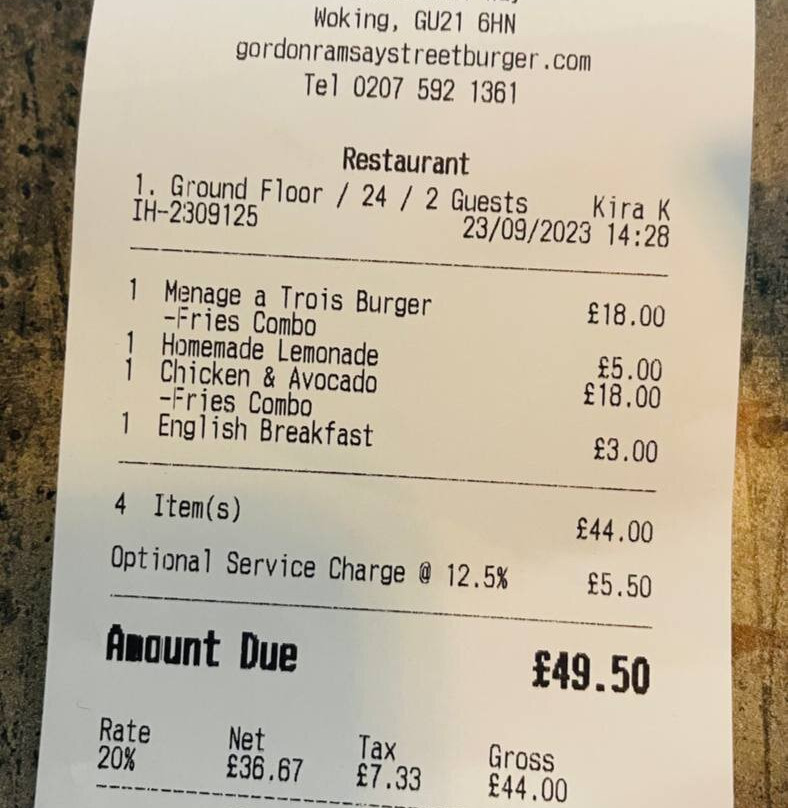 Woking, GU21 6HN
gordonramsaystreetburger.com
Tel 0207 592 1361
Restaurant
1. Ground Floor / 24 / 2 Guests Kira K
IH-2309125 23/09/2023 14:28
1 Menage a Trois Burger £18.00
-Fries Combo
1 Homemade Lemonade £5.00
1 Chicken & Avocado £18.00
-Fries Combo
1 English Breakfast £3.00
4 Item(s) £44.00
Optional Service Charge @ 12.5% £5.50
Amount Due £49.50
Rate Net Tax Gross
20% £36.67 £7.33 £44.00